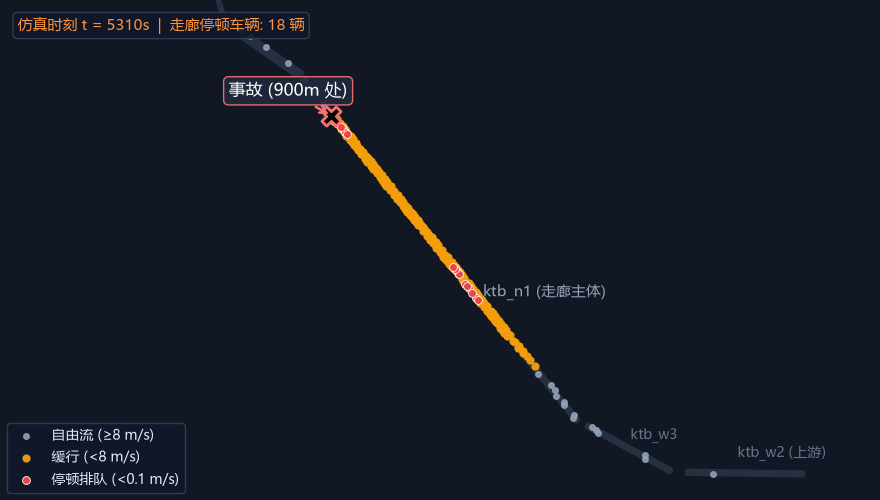 仿真时刻 t = 5310s | 走廊停顿车辆: 18 辆
事故 (900m 处)
ktb_n1 (走廊主体)
ktb_w3
ktb_w2 (上游)
自由流 (≥8 m/s)
缓行 (<8 m/s)
停顿排队 (<0.1 m/s)